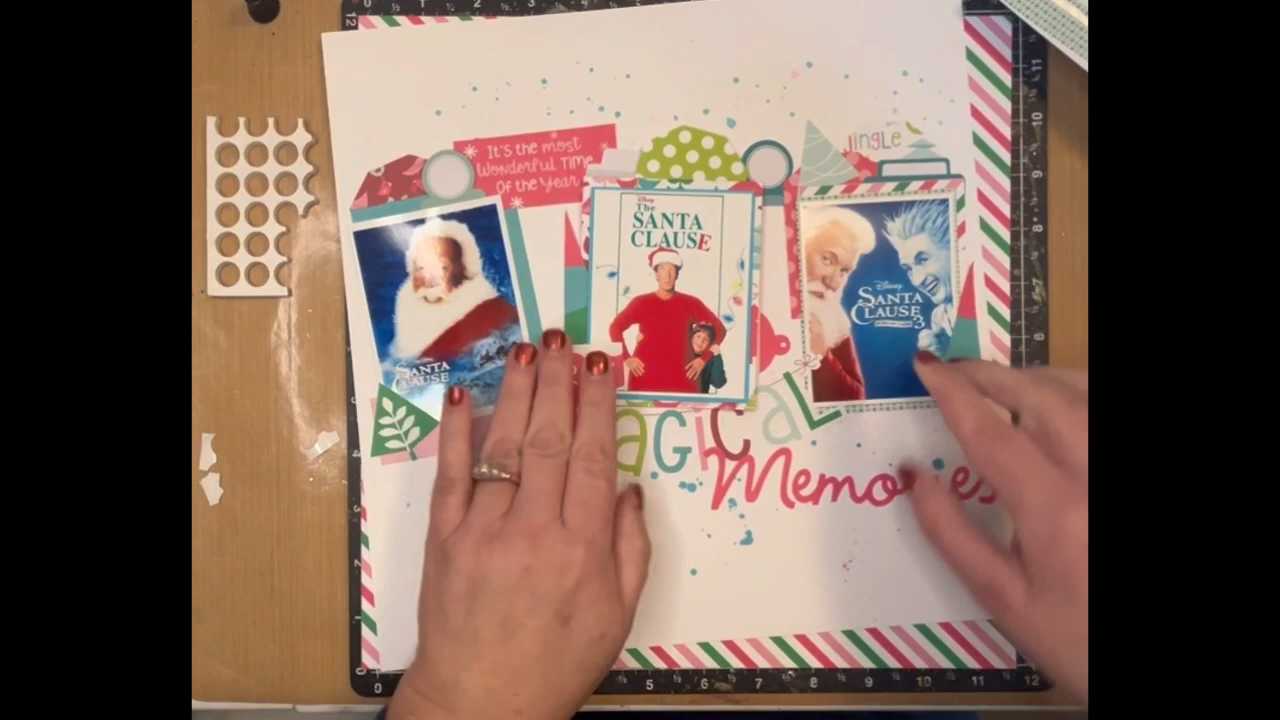 It's the most
Wonderful Time
Of the Year
Jingle
Disney
The
SANTA
CLAUSE
Disney
SANTA
CLAUSE
3
SANTA
CLAUSE
AGICAL
Memo es